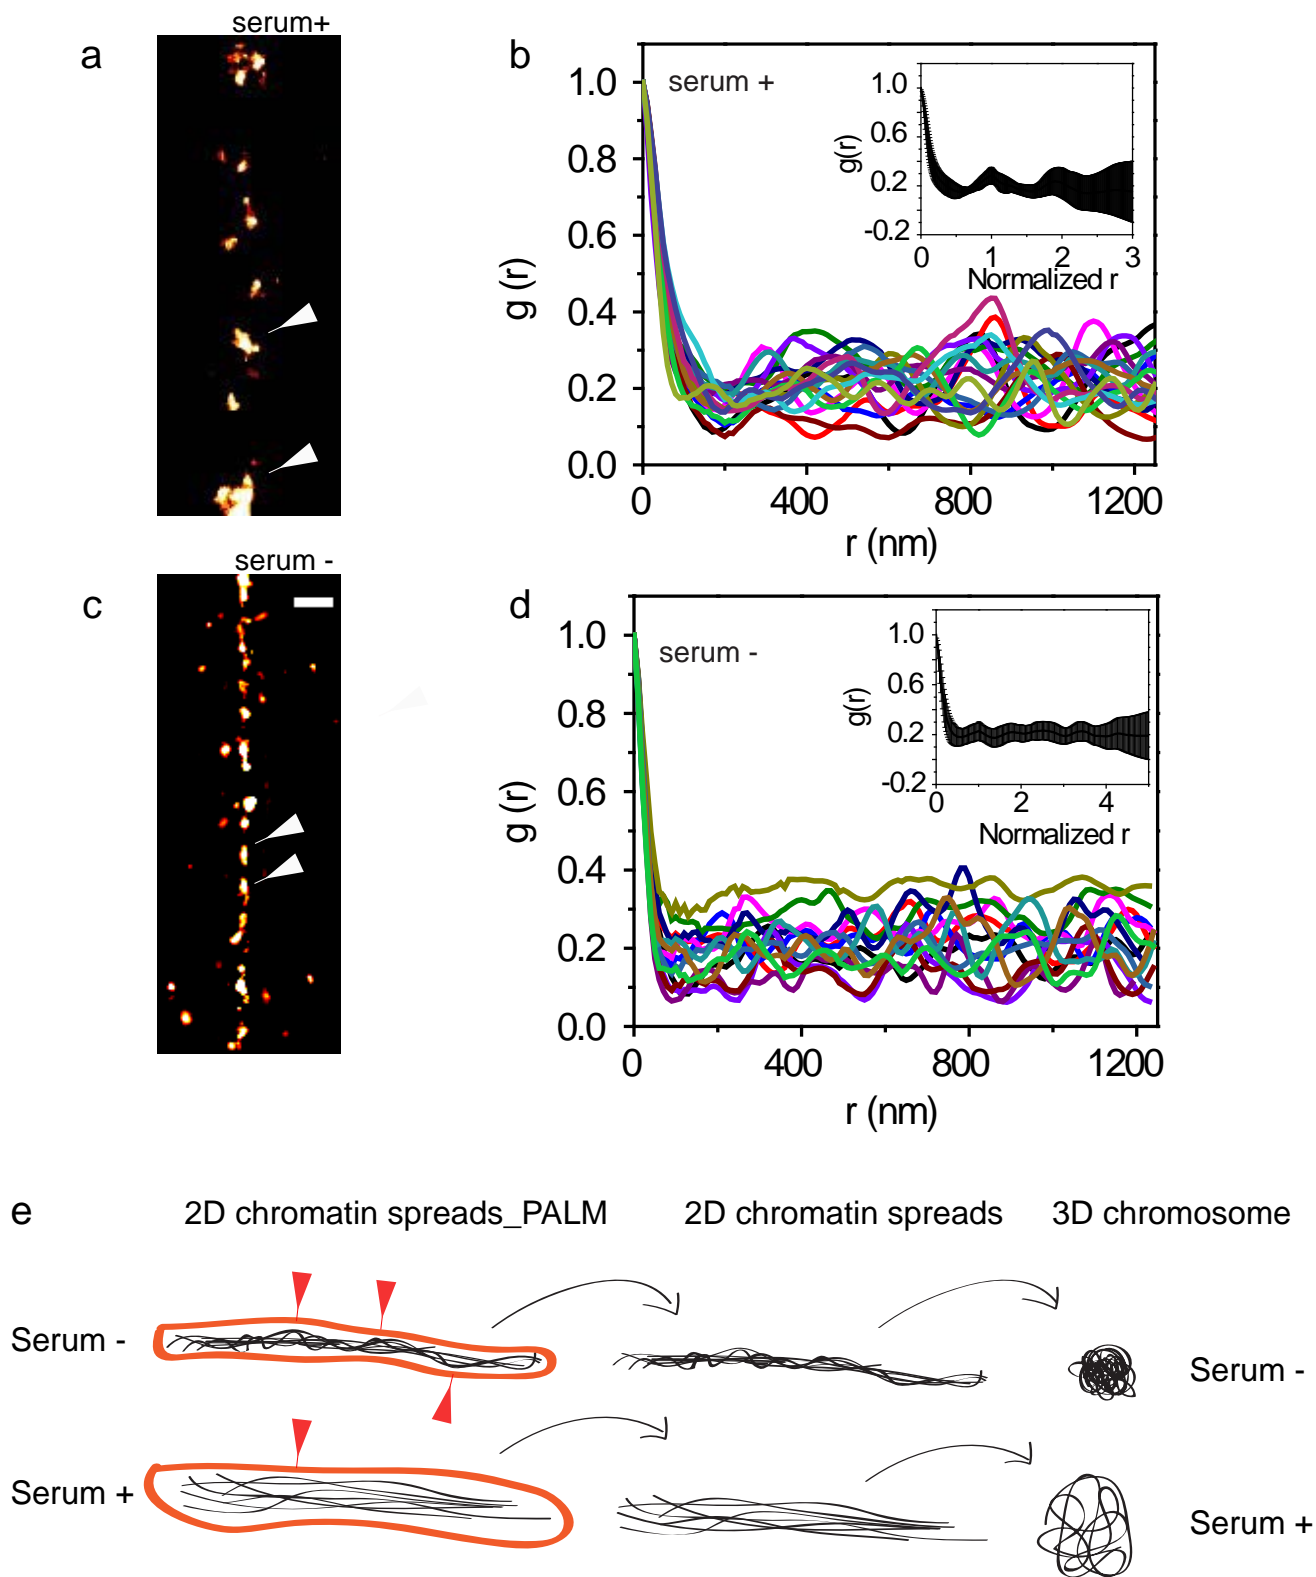 serum+
a
b
serum +
1.0
0.8
0.6
0.4
0.2
0.0
g (r)
0
400
800
1200
r (nm)
1.0
0.6
0.2
-0.2
g(r)
0
1
2
3
Normalized r
serum -
c
d
serum -
1.0
0.8
0.6
0.4
0.2
0.0
g (r)
0
400
800
1200
r (nm)
1.0
0.6
0.2
-0.2
g(r)
0
2
4
Normalized r
e
2D chromatin spreads_PALM
2D chromatin spreads
3D chromosome
Serum -
Serum -
Serum +
Serum +